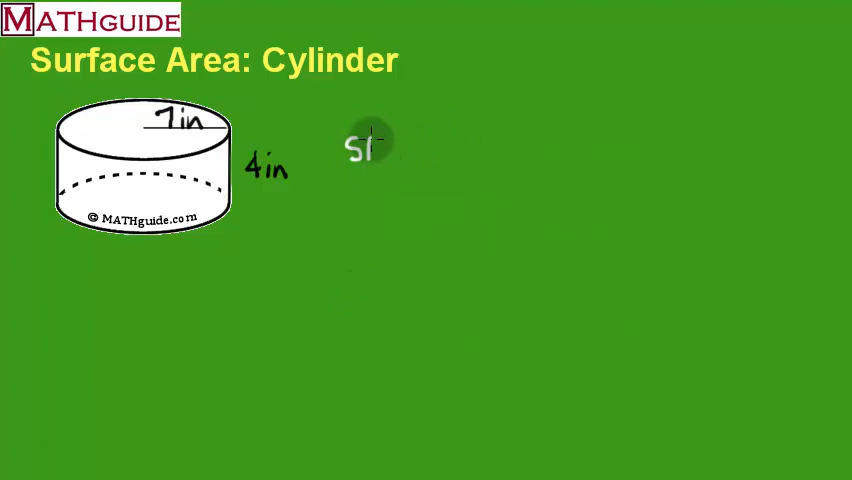 MATHGUIDE
Surface Area: Cylinder
7in
4in
© MATHguide.com